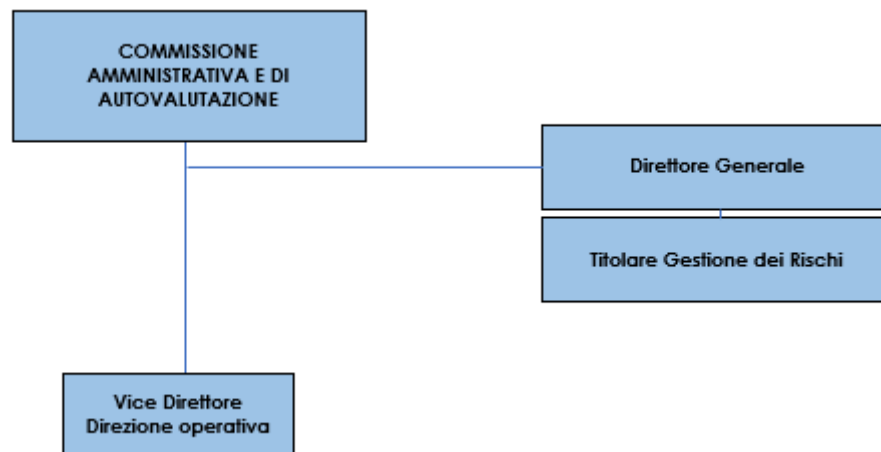 COMMISSIONE
AMMINISTRATIVA E DI
AUTOVALUTAZIONE
Direttore Generale
Titolare Gestione dei Rischi
Vice Direttore
Direzione operativa